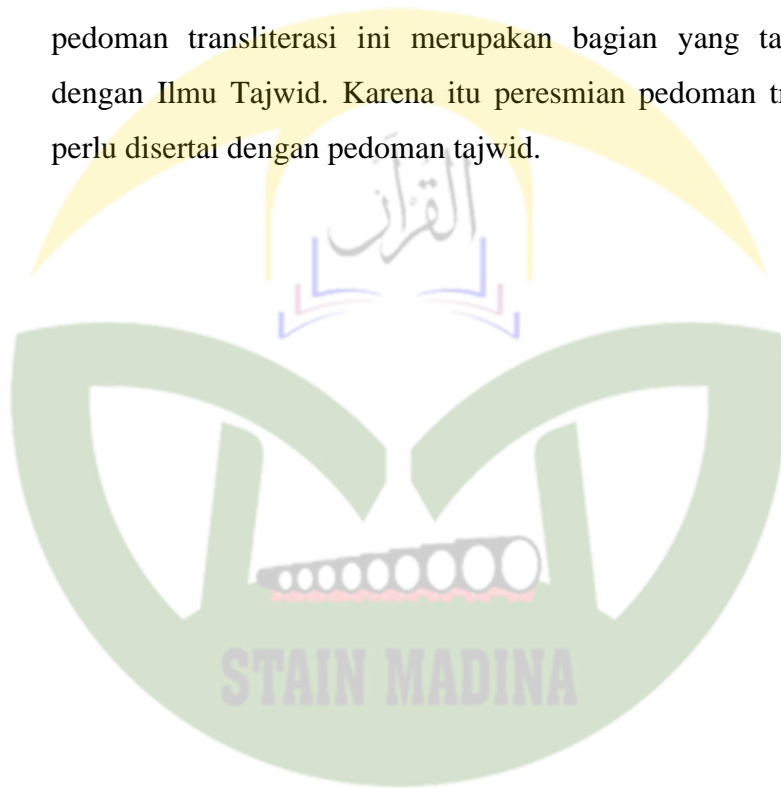 pedoman transliterasi ini merupakan bagian yang ta
dengan Ilmu Tajwid. Karena itu peresmian pedoman tr
perlu disertai dengan pedoman tajwid.
القرآن
STAIN MADINA